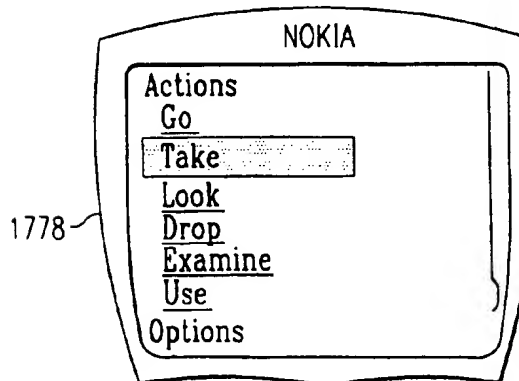 NOKIA
Actions
Go
Take
Look
Drop
Examine
Use
Options
1778